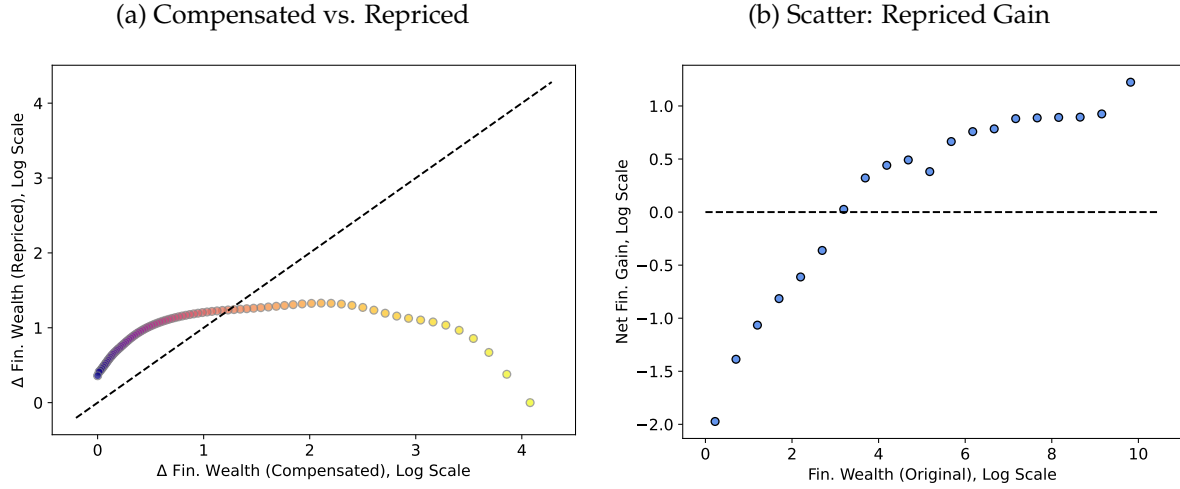 (a) Compensated vs. Repriced
Δ Fin. Wealth (Repriced), Log Scale
4
3
2
1
0
0 1 2 3 4
Δ Fin. Wealth (Compensated), Log Scale
(b) Scatter: Repriced Gain
Net Fin. Gain, Log Scale
1.0
0.5
0.0
−0.5
−1.0
−1.5
−2.0
0 2 4 6 8 10
Fin. Wealth (Original), Log Scale